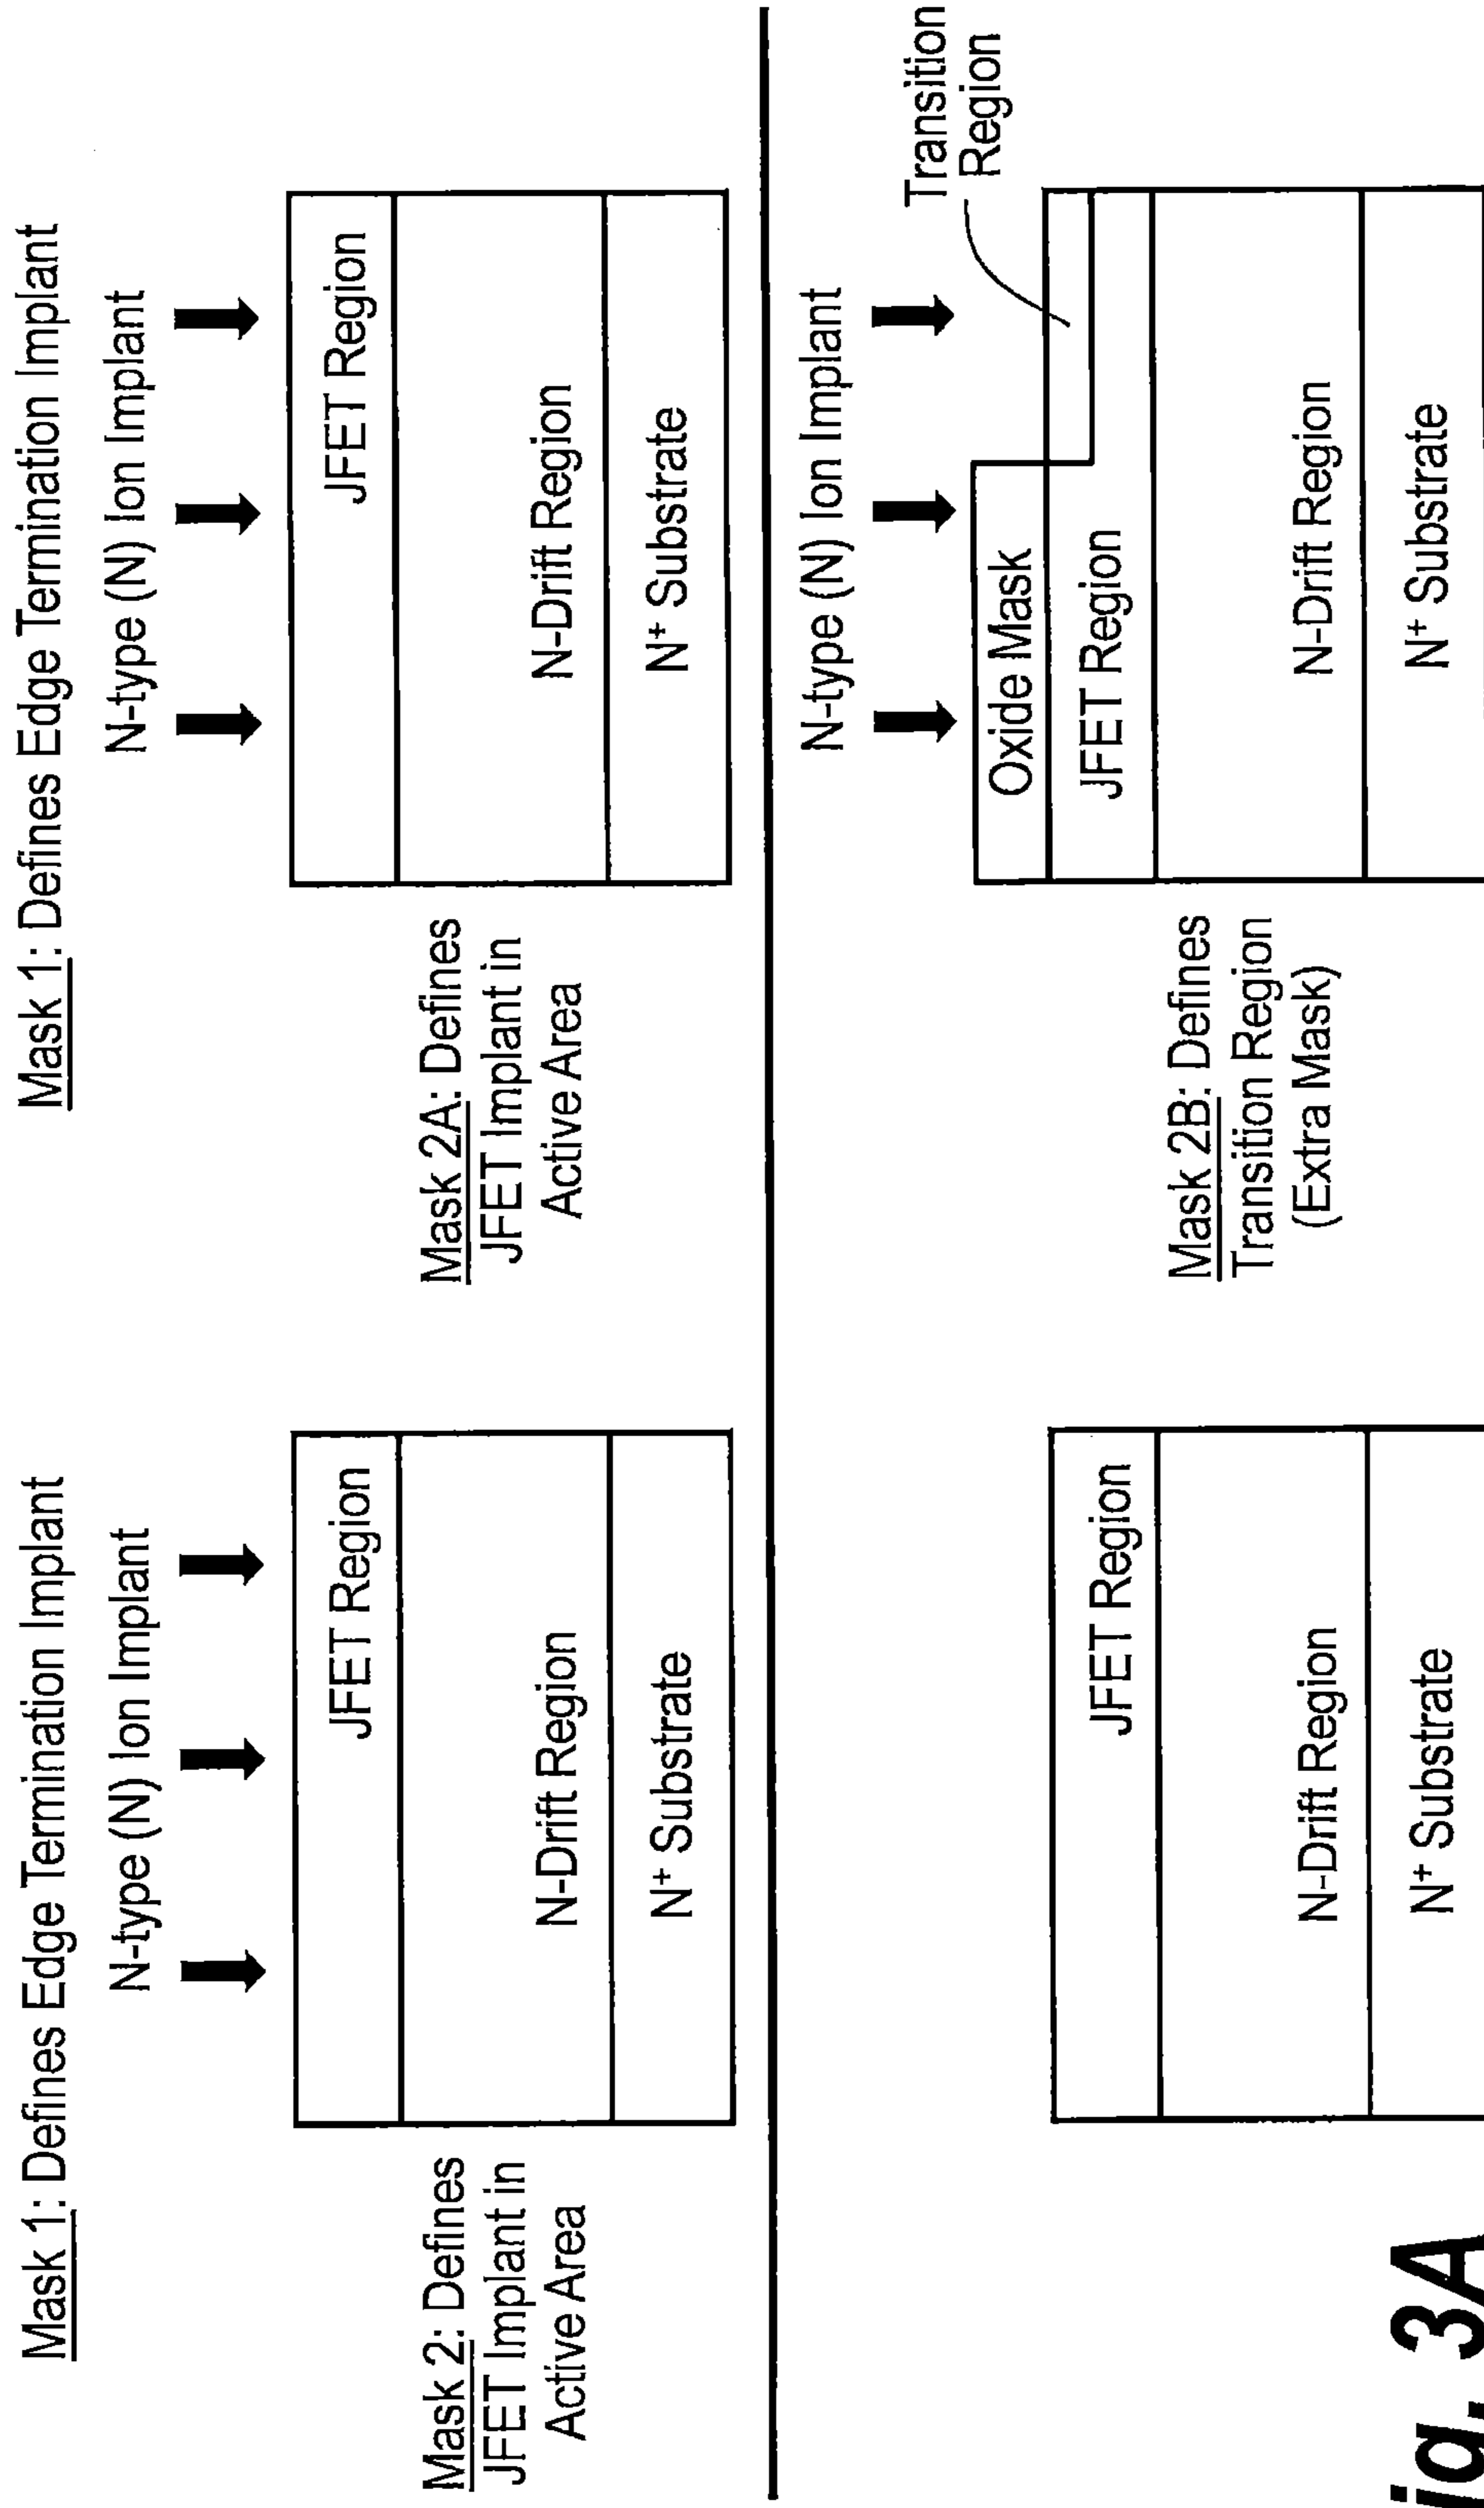 Mask 1: Defines Edge Termination Implant
N-type (N) Ion Implant
Mask 2: Defines
JFET Implant in
Active Area
JFET Region
N-Drift Region
N+ Substrate
Mask 1: Defines Edge Termination Implant
N-type (N) Ion Implant
Mask 2A: Defines
JFET Implant in
Active Area
JFET Region
N-Drift Region
N+ Substrate
JFET Region
N-Drift Region
N+ Substrate
N-type (N) Ion Implant
Transition
Region
Mask 2B: Defines
Transition Region
(Extra Mask)
Oxide Mask
JFET Region
N-Drift Region
N+ Substrate
ig. 3A